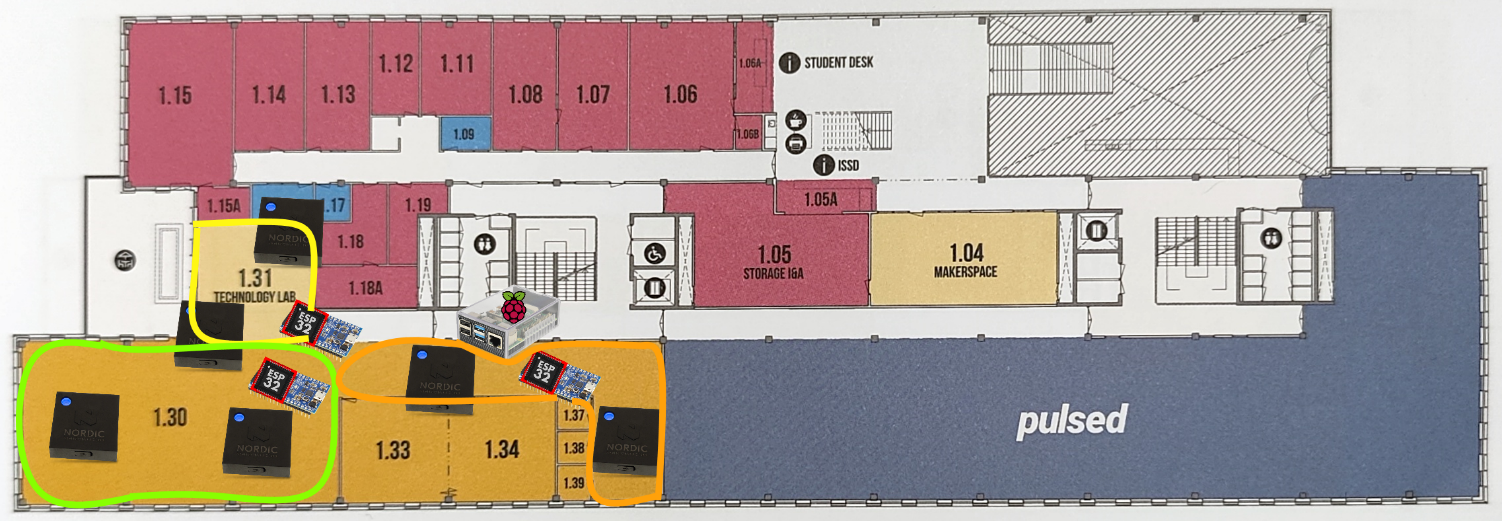 1.15
1.14
1.13
1.12
1.11
1.08
1.07
1.06
1.06A
STUDENT DESK
1.09
1.06B
ISSD
1.15A
.17
1.19
1.18
1.05A
1.05
STORAGE I&A
1.04
MAKERSPACE
1.31
TECHNOLOGY LAB
1.18A
NORDIC
ESP
32
NORDIC
ESP
32
ESP
32
1.30
NORDIC
NORDIC
1.33
1.34
1.37
1.38
1.39
NORDIC
pulsed